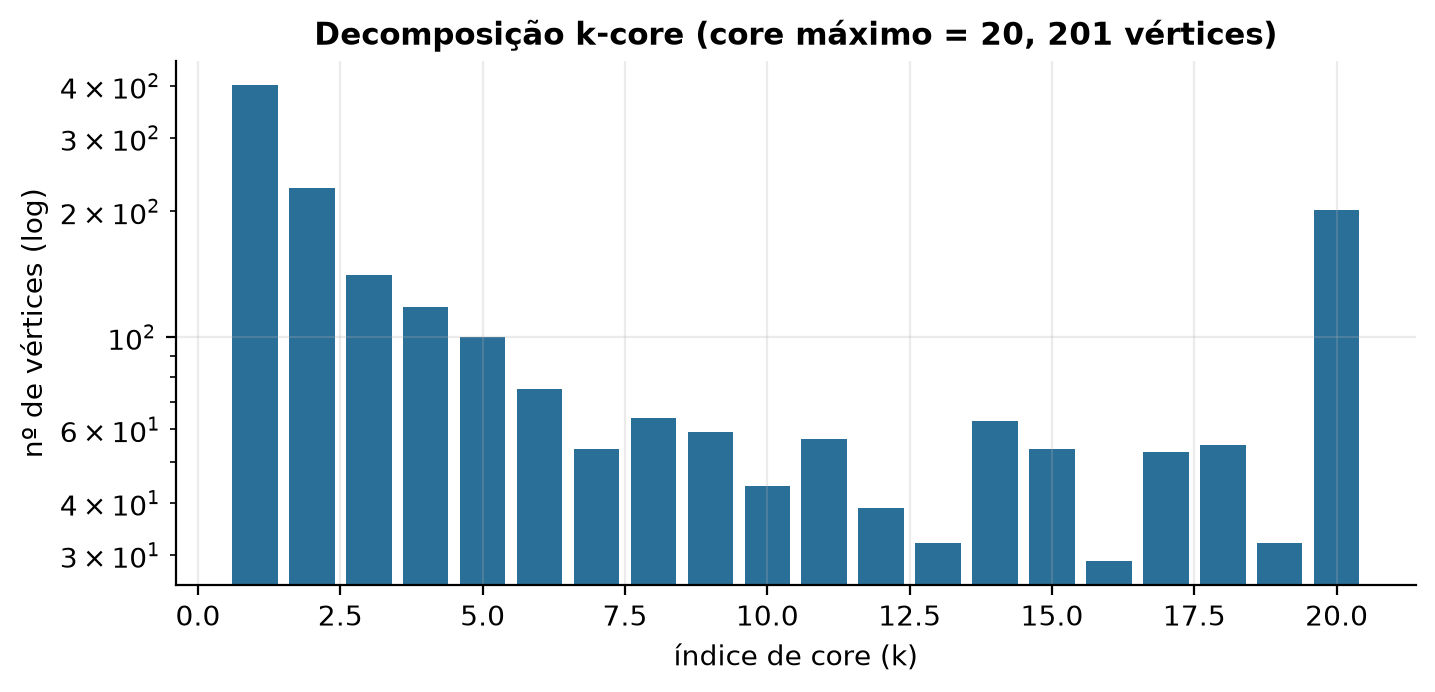 Decomposição k-core (core máximo = 20, 201 vértices)
nº de vértices (log)
4 × 10²
3 × 10²
2 × 10²
10²
6 × 10¹
4 × 10¹
3 × 10¹
0.0 2.5 5.0 7.5 10.0 12.5 15.0 17.5 20.0
índice de core (k)